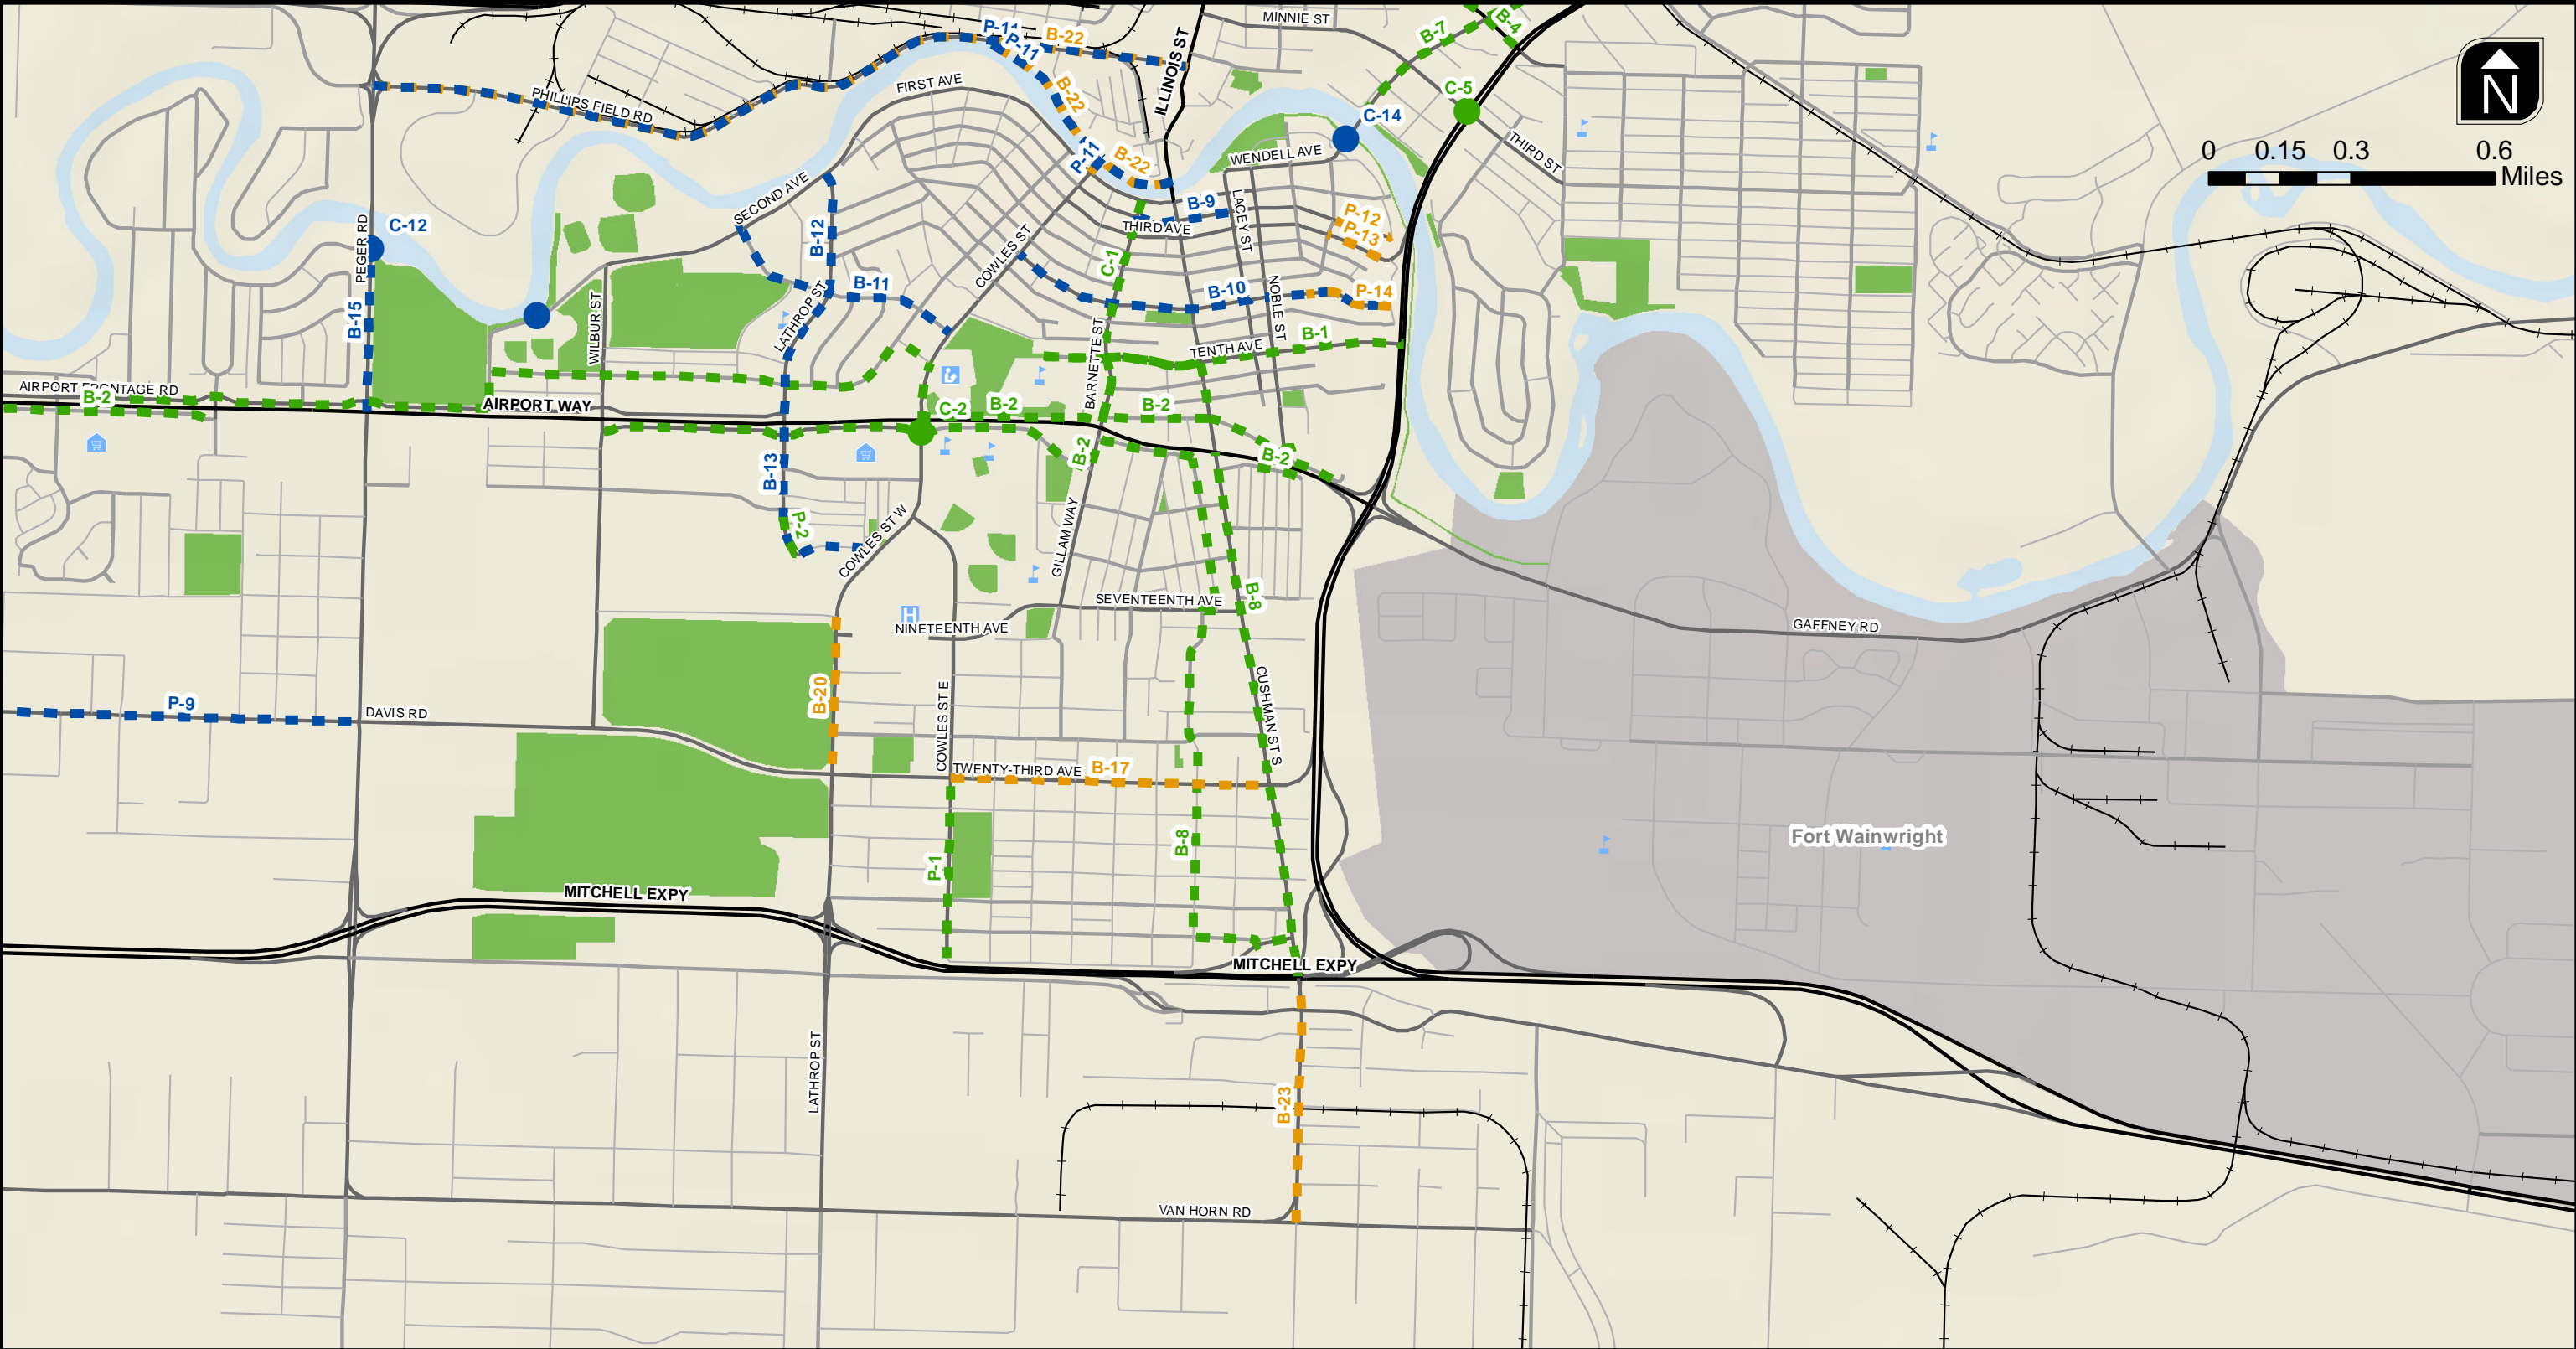 MINNIE ST
B-4
B-7
P-11
P-11
B-22
ILLINOIS ST
N
FIRST AVE
C-5
PHILLIPS FIELD RD
B-22
C-14
THIRD ST
0 0.15 0.3 0.6
Miles
P-11
B-22
WENDELL AVE
SECOND AVE
B-9
LACEY ST
P-12
P-13
THIRD AVE
PEGER RD
C-12
B-12
COWLES ST
C-1
B-11
B-10
P-14
NOBLE ST
B-15
WILBUR ST
LATHROP ST
BARNETTE ST
TENTH AVE
B-1
AIRPORT FRONTAGE RD
B-2
AIRPORT WAY
C-2
B-2
B-2
B-2
B-2
B-13
P-2
COWLES ST W
GILLAM WAY
H
SEVENTEENTH AVE
B-8
NINETEENTH AVE
GAFFNEY RD
B-20
COWLES ST E
CUSHMAN ST S
P-9
DAVIS RD
TWENTY-THIRD AVE
B-17
P-1
B-8
Fort Wainwright
MITCHELL EXPY
MITCHELL EXPY
LATHROP ST
B-23
VAN HORN RD